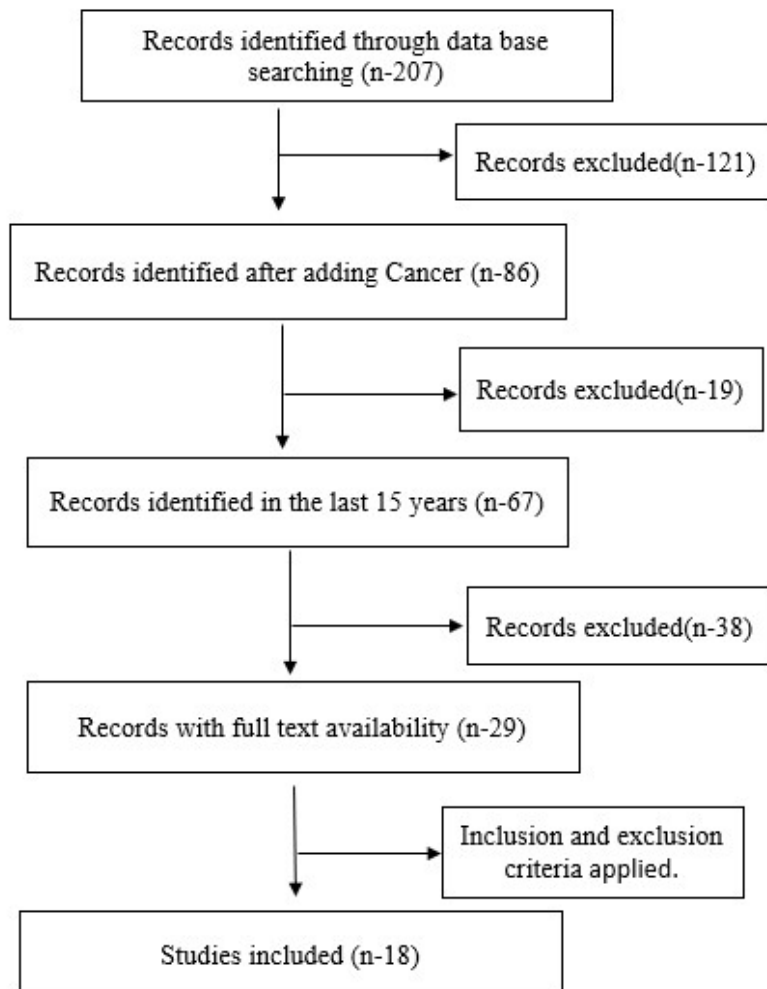 Records identified through data base
searching (n-207)
Records excluded(n-121)
Records identified after adding Cancer (n-86)
Records excluded(n-19)
Records identified in the last 15 years (n-67)
Records excluded(n-38)
Records with full text availability (n-29)
Inclusion and exclusion
criteria applied.
Studies included (n-18)